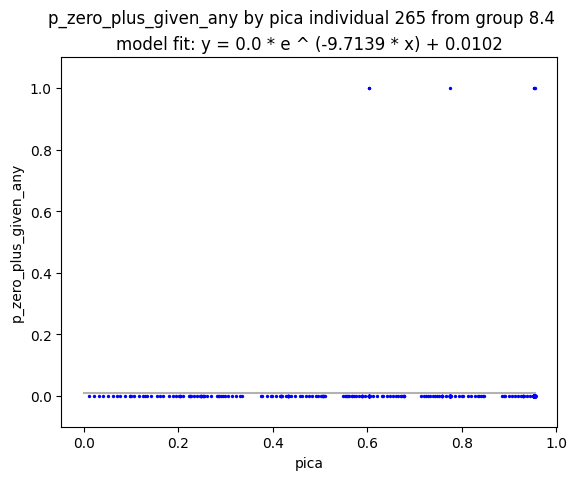 p_zero_plus_given_any by pica individual 265 from group 8.4
model fit: y = 0.0 * e ^ (-9.7139 * x) + 0.0102
p_zero_plus_given_any
1.0
0.8
0.6
0.4
0.2
0.0
0.0 0.2 0.4 0.6 0.8 1.0
pica